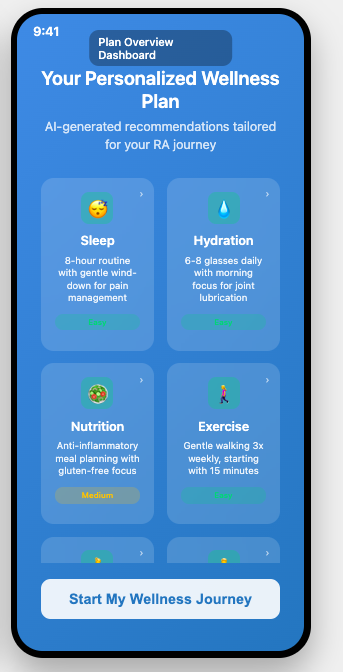 9:41
Plan Overview
Dashboard
Your Personalized Wellness
Plan
AI-generated recommendations tailored
for your RA journey
Sleep
8-hour routine
with gentle wind-
down for pain
management
Hydration
6-8 glasses daily
with morning
focus for joint
lubrication
Nutrition
Anti-inflammatory
meal planning with
gluten-free focus
Medium
Exercise
Gentle walking 3x
weekly, starting
with 15 minutes
Start My Wellness Journey